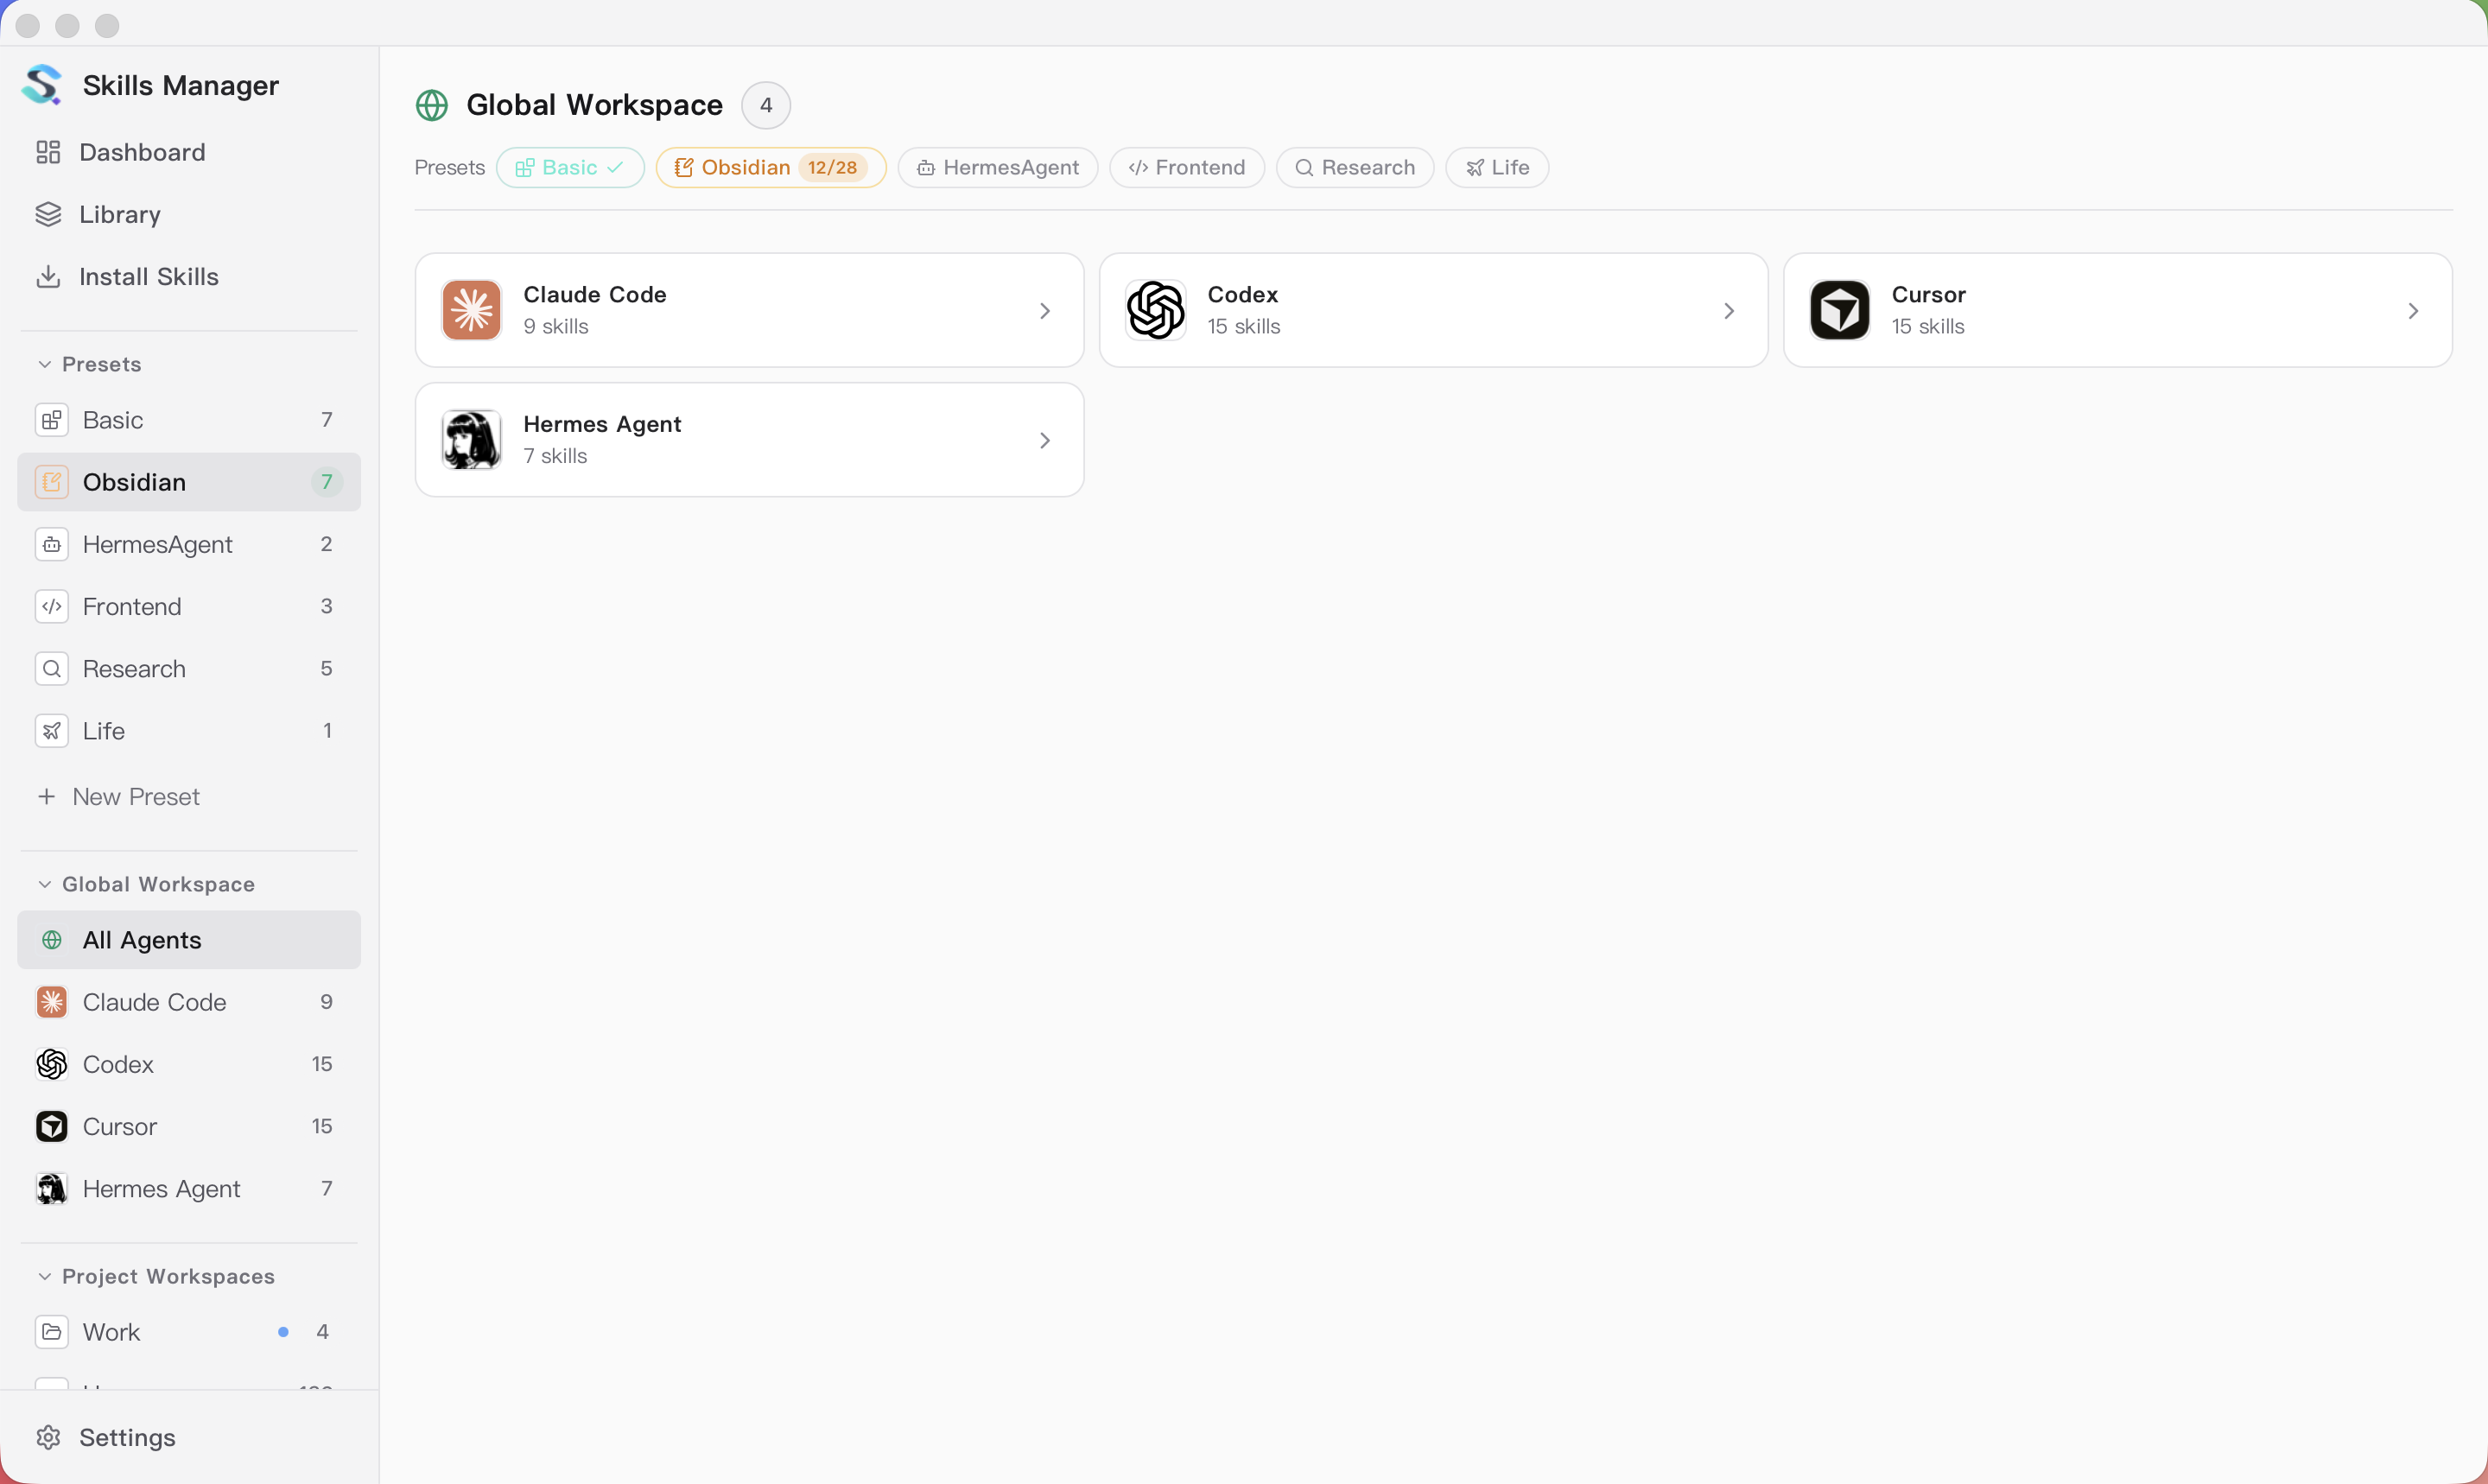 Skills Manager
Dashboard
Library
Install Skills
Presets
Basic 7
Obsidian 7
HermesAgent 2
Frontend 3
Research 5
Life 1
New Preset
Global Workspace
All Agents
Claude Code 9
Codex 15
Cursor 15
Hermes Agent 7
Project Workspaces
Work 4
Settings
Global Workspace 4
Presets Basic Obsidian 12/28 HermesAgent Frontend Research Life
Claude Code
9 skills
Codex
15 skills
Cursor
15 skills
Hermes Agent
7 skills